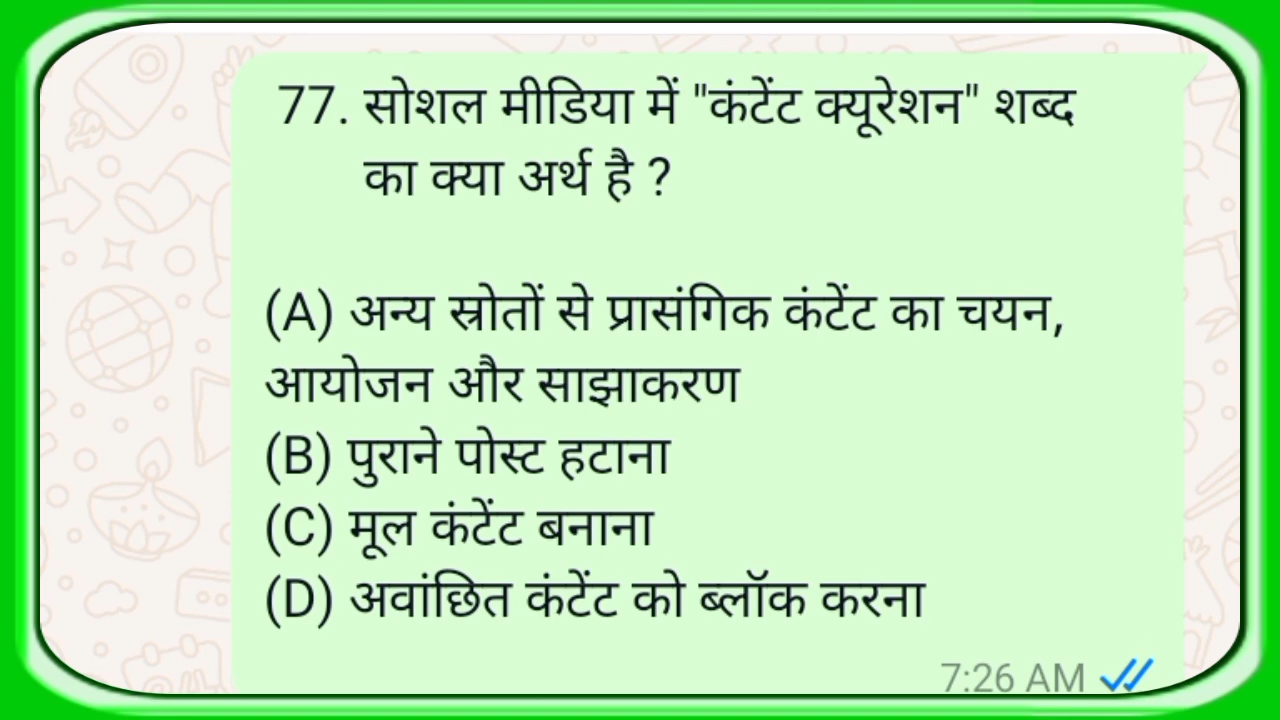 77. सोशल मीडिया में "कंटेंट क्यूरेशन" शब्द
का क्या अर्थ है ?
(A) अन्य स्रोतों से प्रासंगिक कंटेंट का चयन,
आयोजन और साझाकरण
(B) पुराने पोस्ट हटाना
(C) मूल कंटेंट बनाना
(D) अवांछित कंटेंट को ब्लॉक करना
7:26 AM